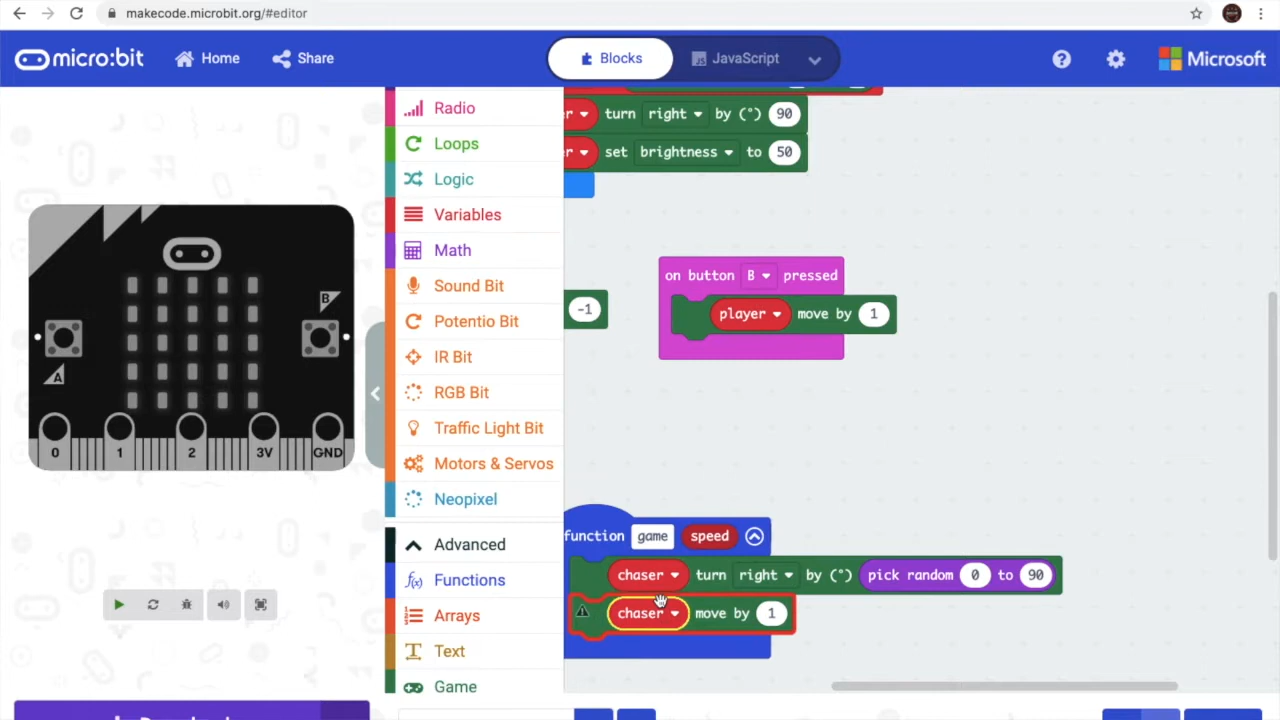 makecode.microbit.org/#editor
micro:bit Home Share Blocks JavaScript ? Microsoft
Radio
turn right by (°) 90
Loops
set brightness to 50
Logic
Variables
Math
on button B pressed
Sound Bit
-1
player move by 1
Potentio Bit
B
IR Bit
A
RGB Bit
Traffic Light Bit
0 1 2 3V GND
Motors & Servos
Neopixel
Advanced
function game speed
Functions
chaser turn right by (°) pick random 0 to 90
Arrays
chaser move by 1
Text
Game